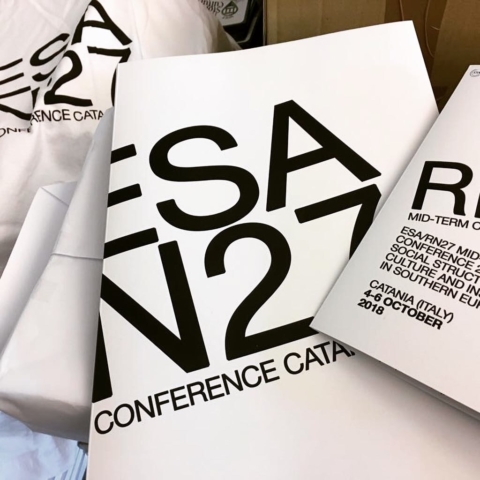 ESA
N27
CONFERENCE CATA
ESA
N27
CONFERENCE CATA
MID-TERM
ESA/RN27 MID-
CONFERENCE
SOCIAL STRUCT
CULTURE AND IN
IN SOUTHERN EU
CATANIA (ITALY)
4-6 OCTOBER
2018